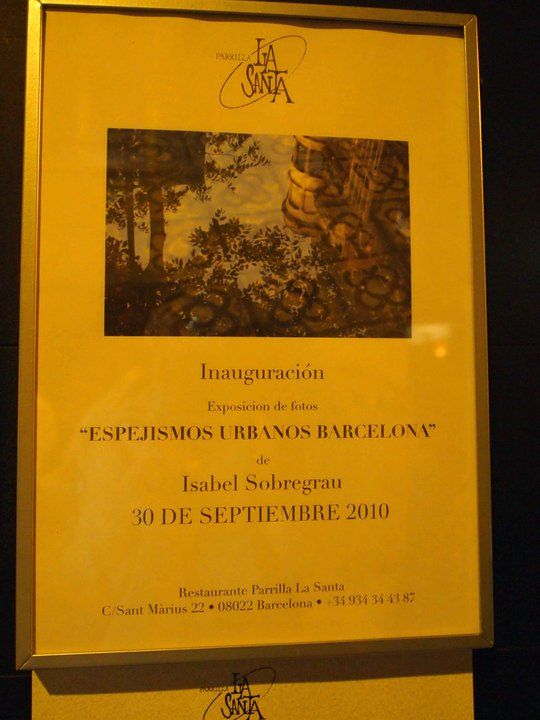 PARRILLA LA
SANTA
Inauguración
Exposicion de fotos
“ESPEJISMOS URBANOS BARCELONA”
de
Isabel Sobregrau
30 DE SEPTIEMBRE 2010
Restaurante Parrilla La Santa
C/Sant Màrius 22 • 08022 Barcelona • +34 934 34 43 87
PARRILLA LA
SANTA